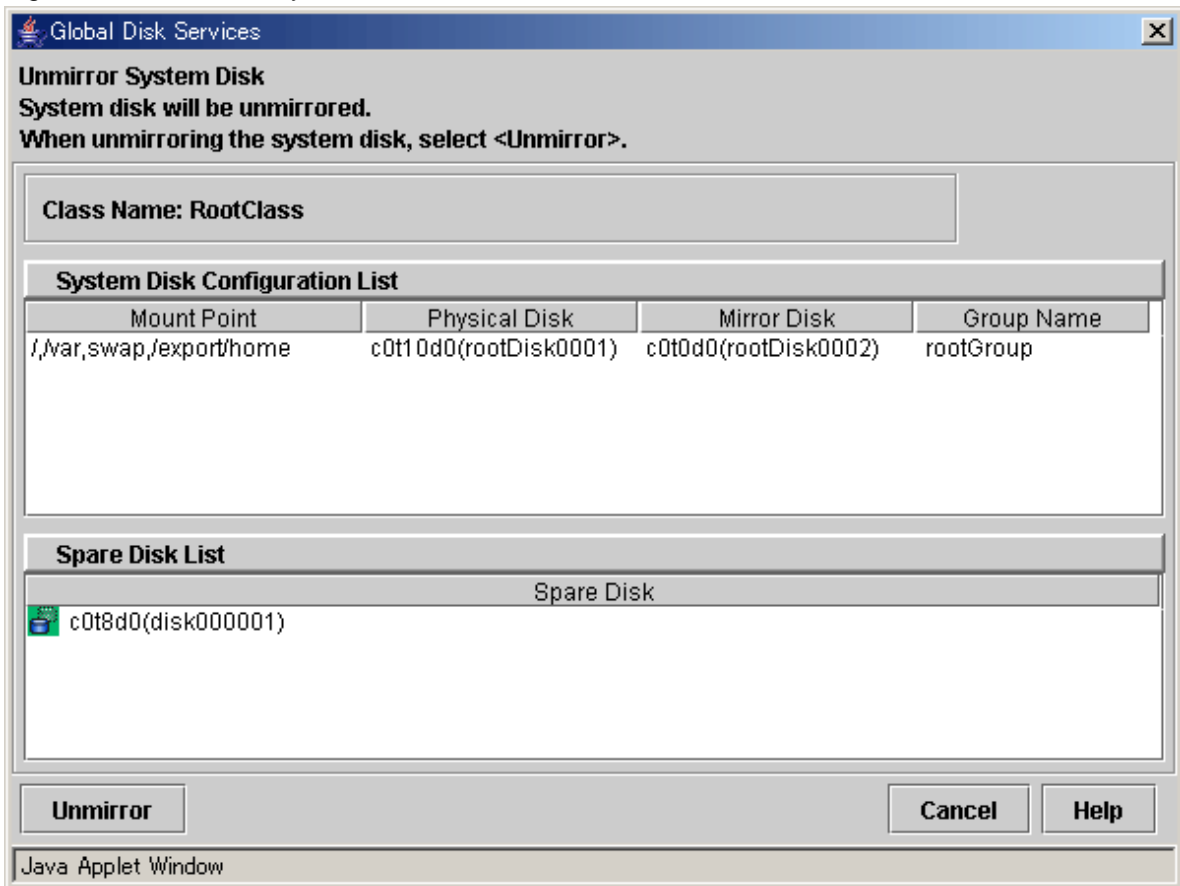 Global Disk Services
Unmirror System Disk
System disk will be unmirrored.
When unmirroring the system disk, select <Unmirror>.
Class Name: RootClass
System Disk Configuration List
Mount Point Physical Disk Mirror Disk Group Name
/,/var,swap,/export/home c0t10d0(rootDisk0001) c0t0d0(rootDisk0002) rootGroup
Spare Disk List
Spare Disk
c0t8d0(disk000001)
Unmirror Cancel Help
Java Applet Window